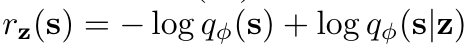 r_𝐳(𝐬) = − log q_ϕ(𝐬) + log q_ϕ(𝐬|𝐳)